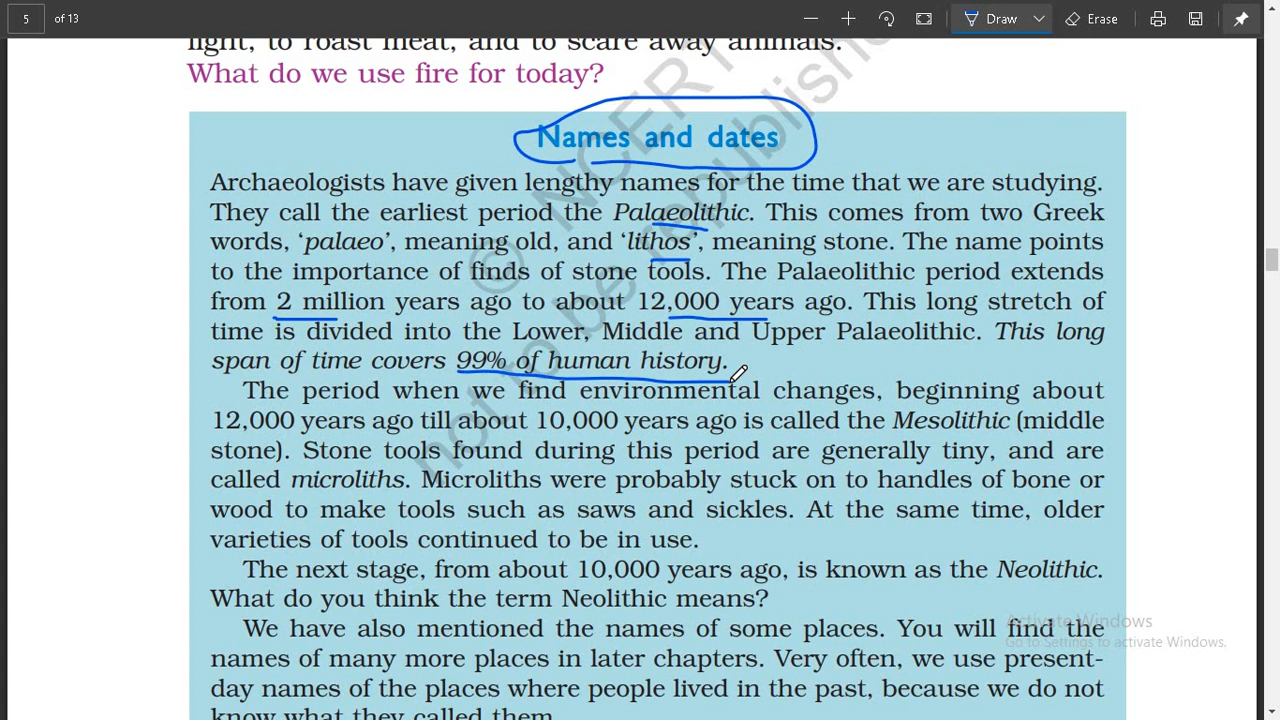 5 of 13 Draw Erase
light, to roast meat, and to scare away animals.
What do we use fire for today?
Names and dates
Archaeologists have given lengthy names for the time that we are studying.
They call the earliest period the Palaeolithic. This comes from two Greek
words, ‘palaeo’, meaning old, and ‘lithos’, meaning stone. The name points
to the importance of finds of stone tools. The Palaeolithic period extends
from 2 million years ago to about 12,000 years ago. This long stretch of
time is divided into the Lower, Middle and Upper Palaeolithic. This long
span of time covers 99% of human history.
The period when we find environmental changes, beginning about
12,000 years ago till about 10,000 years ago is called the Mesolithic (middle
stone). Stone tools found during this period are generally tiny, and are
called microliths. Microliths were probably stuck on to handles of bone or
wood to make tools such as saws and sickles. At the same time, older
varieties of tools continued to be in use.
The next stage, from about 10,000 years ago, is known as the Neolithic.
What do you think the term Neolithic means?
We have also mentioned the names of some places. You will find the
names of many more places in later chapters. Very often, we use present-
day names of the places where people lived in the past, because we do not
know what they called them.
© NCERT
not to be republished
Activate Windows
Go to Settings to activate Windows.